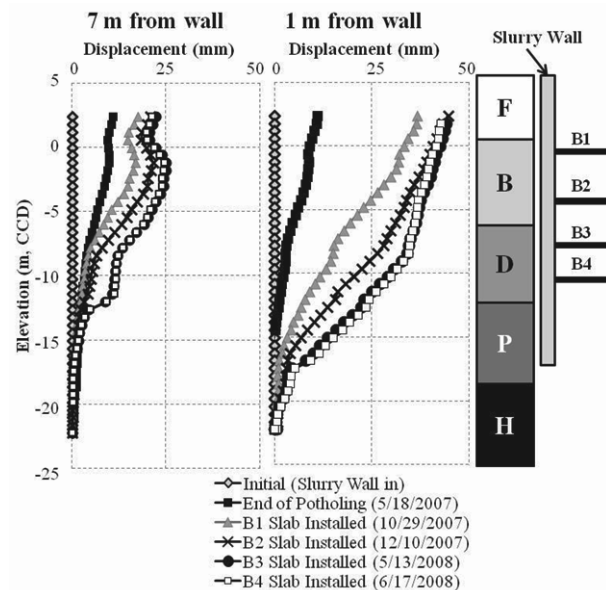 7 m from wall
Displacement (mm)
0 25 50
1 m from wall
Displacement (mm)
0 25 50
Slurry Wall
Elevation (m, CCD)
5
0
-5
-10
-15
-20
-25
F
B
D
P
H
B1
B2
B3
B4
Initial (Slurry Wall in)
End of Potholing (5/18/2007)
B1 Slab Installed (10/29/2007)
B2 Slab Installed (12/10/2007)
B3 Slab Installed (5/13/2008)
B4 Slab Installed (6/17/2008)